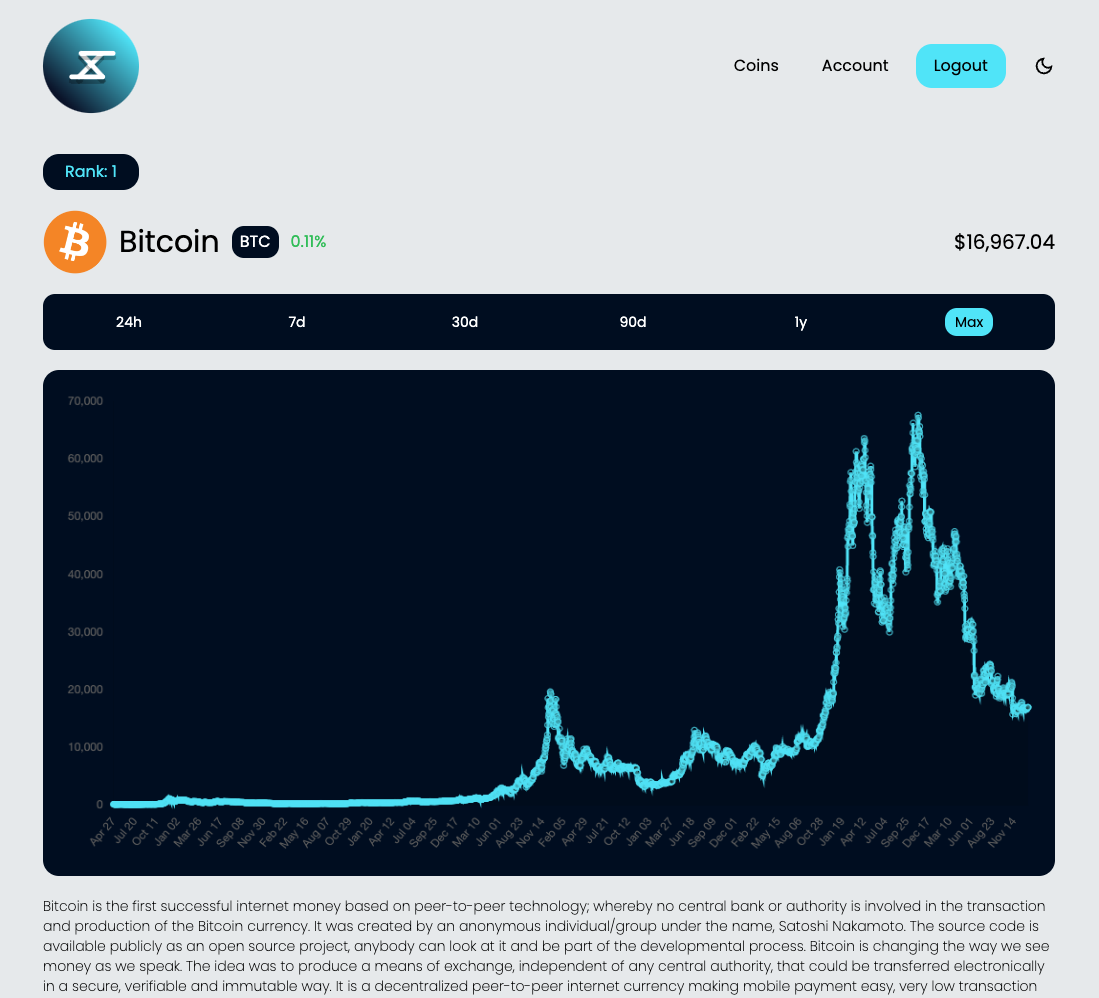 Coins Account Logout
Rank: 1
Bitcoin BTC 0.11% $16,967.04
24h 7d 30d 90d 1y Max
70,000
60,000
50,000
40,000
30,000
20,000
10,000
0
Apr 27 Jul 20 Oct 11 Jan 02 Mar 26 Jun 17 Sep 08 Nov 30 Feb 22 May 16 Aug 07 Oct 29 Jan 20 Apr 12 Jul 04 Sep 25 Dec 17 Mar 10 Jun 01 Aug 23 Nov 14 Feb 05 Apr 29 Jul 21 Oct 12 Jan 03 Mar 27 Jun 18 Sep 09 Dec 01 Feb 22 May 15 Aug 06 Oct 28 Jan 19 Apr 12 Jul 04 Sep 25 Dec 17 Mar 10 Jun 01 Aug 23 Nov 14
Bitcoin is the first successful internet money based on peer-to-peer technology; whereby no central bank or authority is involved in the transaction
and production of the Bitcoin currency. It was created by an anonymous individual/group under the name, Satoshi Nakamoto. The source code is
available publicly as an open source project, anybody can look at it and be part of the developmental process. Bitcoin is changing the way we see
money as we speak. The idea was to produce a means of exchange, independent of any central authority, that could be transferred electronically
in a secure, verifiable and immutable way. It is a decentralized peer-to-peer internet currency making mobile payment easy, very low transaction